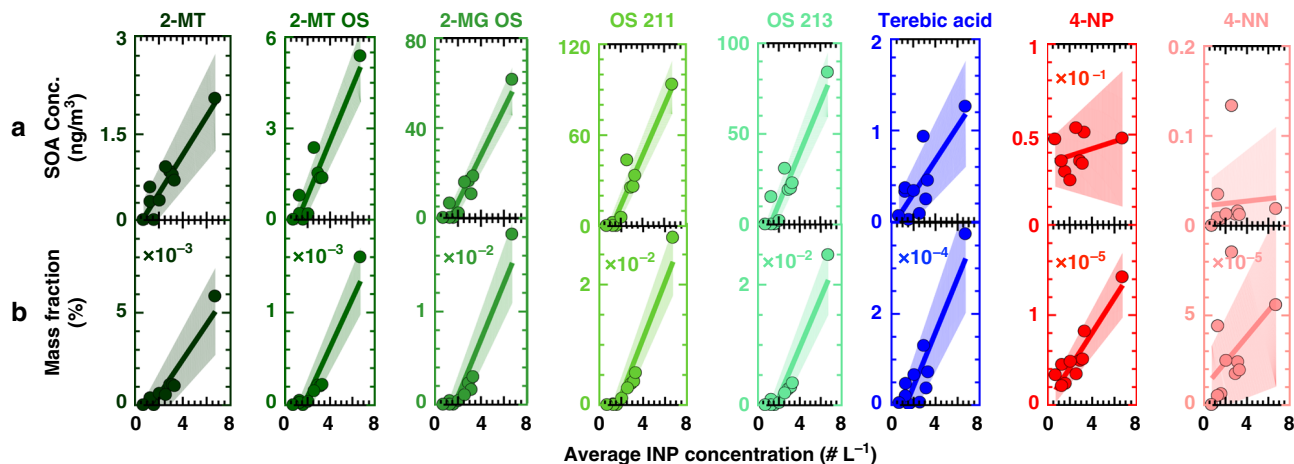 2-MT 2-MT OS 2-MG OS OS 211 OS 213 Terebic acid 4-NP 4-NN
a
SOA Conc.
(ng/m³)
3 6 80 120 100 2 1 0.2
×10⁻¹
1.5 3 40 60 50 1 0.5 0.1
0 0 0 0 0 0 0 0
b
Mass fraction
(%)
×10⁻³ ×10⁻³ ×10⁻² ×10⁻² ×10⁻² ×10⁻⁴ ×10⁻⁵ ×10⁻⁵
5 1 1 2 2 2 1 5
0 0 0 0 0 0 0 0
0 4 8 0 4 8 0 4 8 0 4 8 0 4 8 0 4 8 0 4 8 0 4 8
Average INP concentration (# L⁻¹)